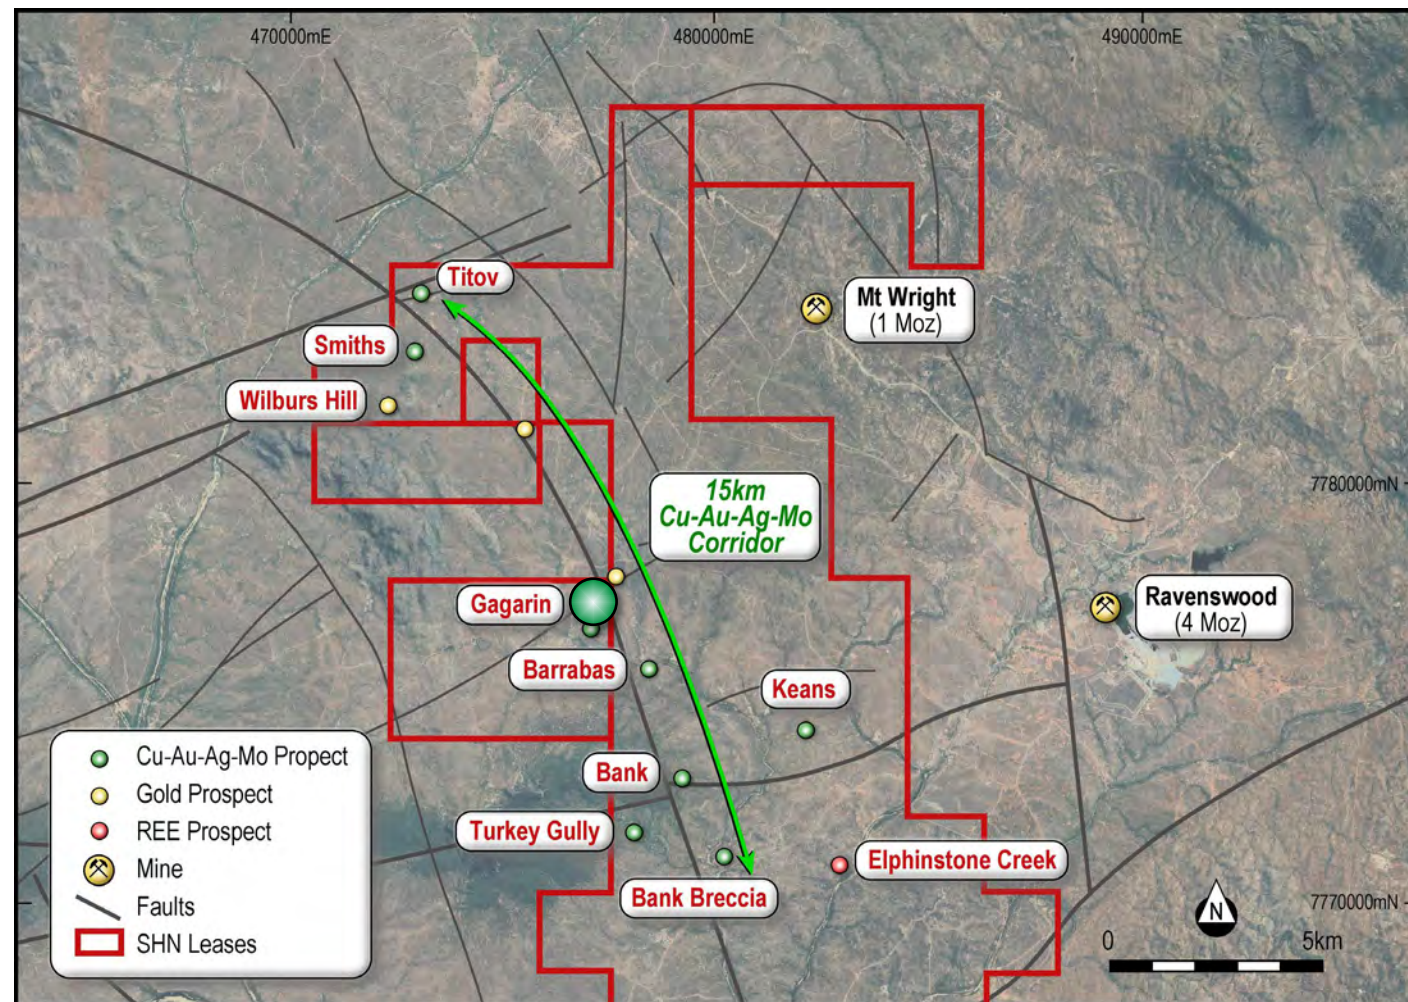 470000mE
480000mE
490000mE
Titov
Mt Wright
(1 Moz)
Smiths
Wilburs Hill
15km
Cu-Au-Ag-Mo
Corridor
7780000mN
Gagarin
Ravenswood
(4 Moz)
Barrabas
Keans
Bank
Turkey Gully
Elphinstone Creek
Bank Breccia
7770000mN
Cu-Au-Ag-Mo Propect
Gold Prospect
REE Prospect
Mine
Faults
SHN Leases
N
0 5km